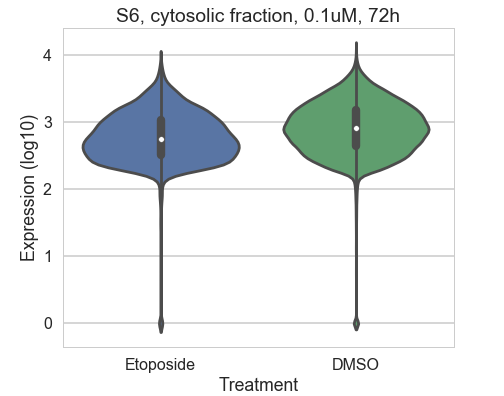 S6, cytosolic fraction, 0.1uM, 72h
4
3
2
1
0
Expression (log10)
Etoposide
DMSO
Treatment